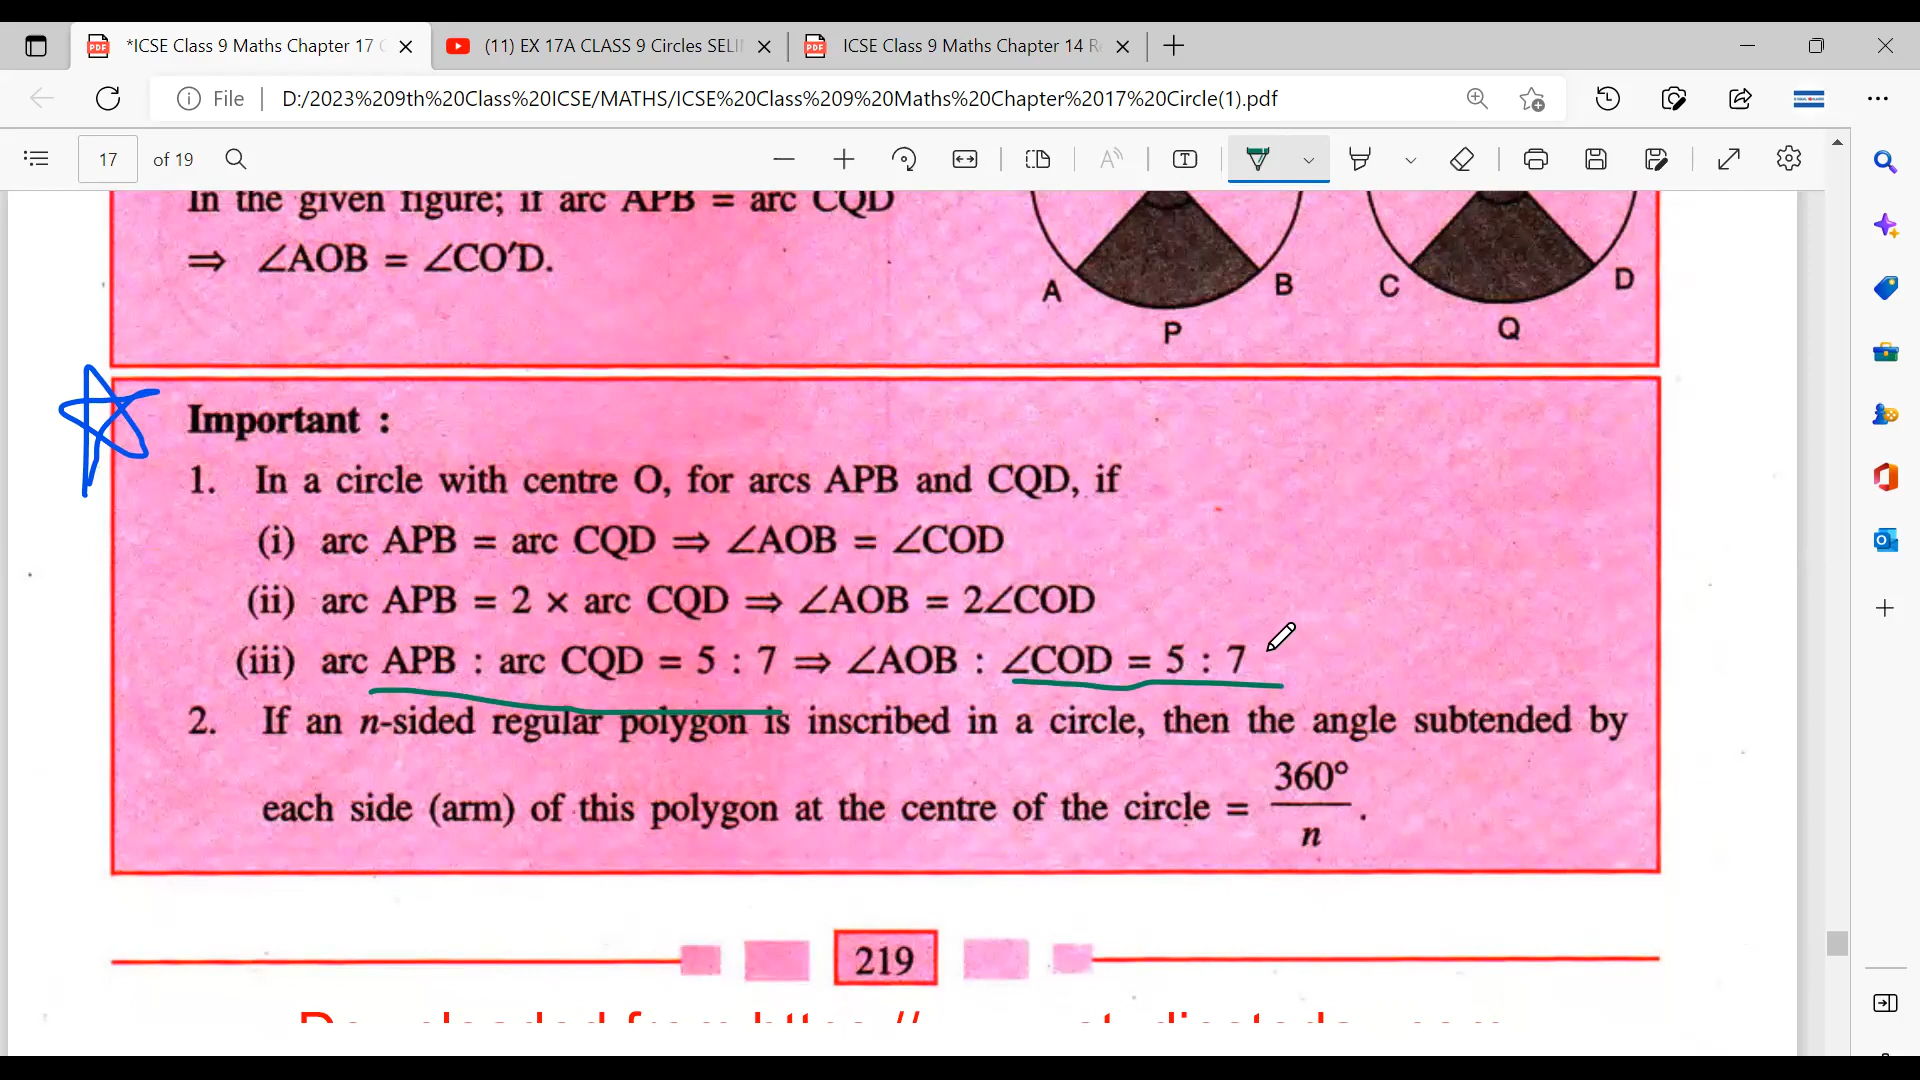 *ICSE Class 9 Maths Chapter 17
(11) EX 17A CLASS 9 Circles SELI
ICSE Class 9 Maths Chapter 14 R
File
D:/2023%209th%20Class%20ICSE/MATHS/ICSE%20Class%209%20Maths%20Chapter%2017%20Circle(1).pdf
17 of 19
In the given figure; if arc APB = arc CQD
⇒ ∠AOB = ∠CO′D.
A B C D
P Q
Important :
1. In a circle with centre O, for arcs APB and CQD, if
(i) arc APB = arc CQD ⇒ ∠AOB = ∠COD
(ii) arc APB = 2 × arc CQD ⇒ ∠AOB = 2∠COD
(iii) arc APB : arc CQD = 5 : 7 ⇒ ∠AOB : ∠COD = 5 : 7
2. If an n-sided regular polygon is inscribed in a circle, then the angle subtended by
each side (arm) of this polygon at the centre of the circle = 360°/n .
219